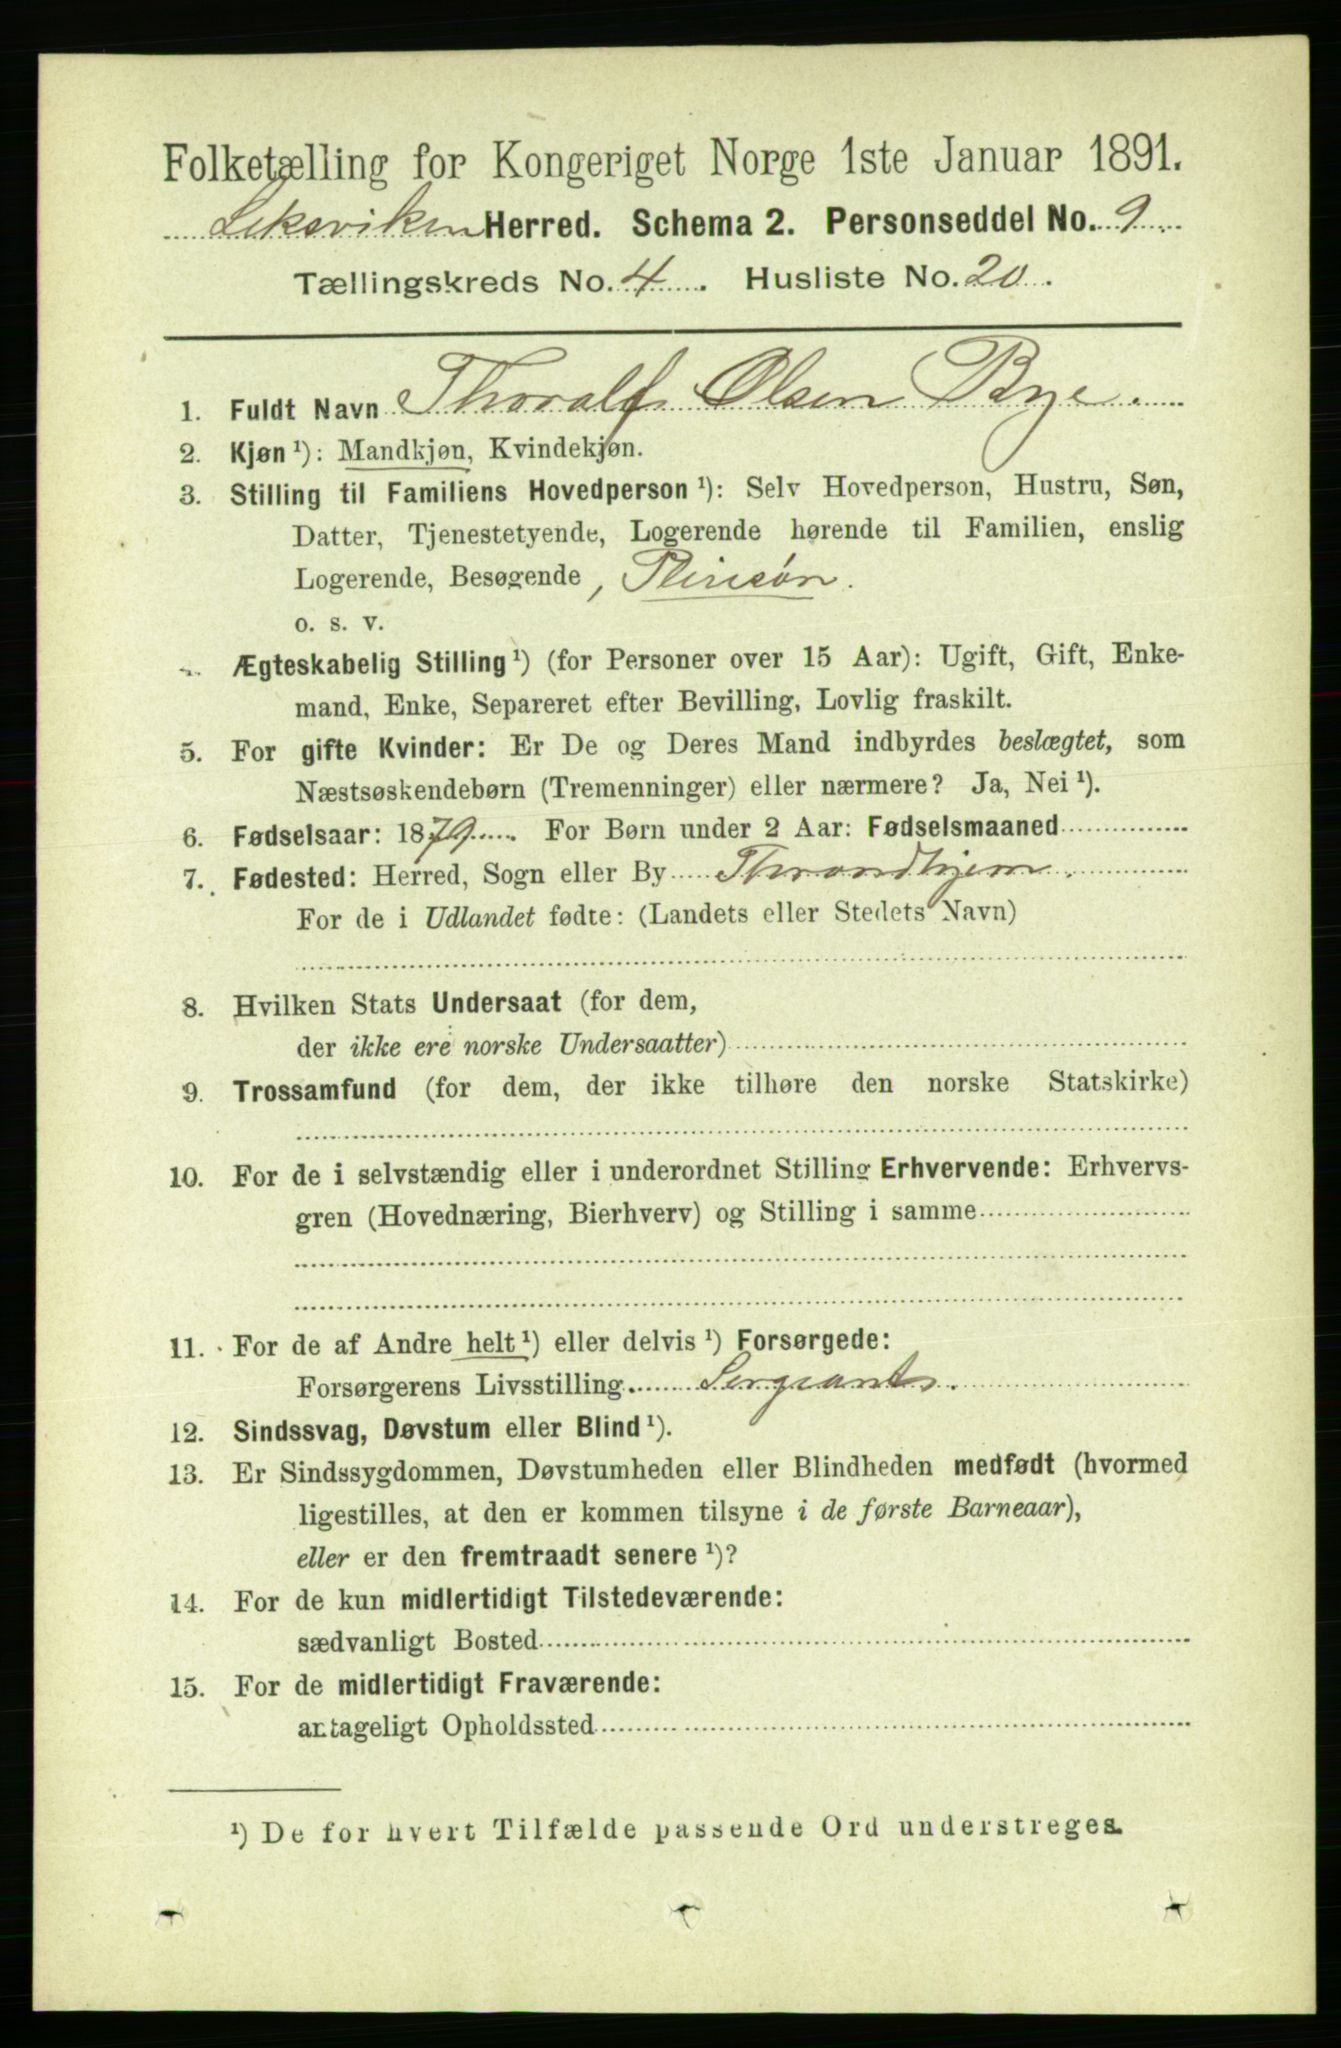 Folketælling for Kongeriget Norge 1ste Januar 1891.
Leksviken Herred. Schema 2. Personseddel No. 9
Tællingskreds No. 4. Husliste No. 20.
1. Fuldt Navn Thoralf Olsen Bye.
2. Kjøn ¹): Mandkjøn, Kvindekjøn.
3. Stilling til Familiens Hovedperson ¹): Selv Hovedperson, Hustru, Søn,
Datter, Tjenestetyende, Logerende hørende til Familien, enslig
Logerende, Besøgende, Pleiesøn.
o. s. v.
Ægteskabelig Stilling ¹) (for Personer over 15 Aar): Ugift, Gift, Enke-
mand, Enke, Separeret efter Bevilling, Lovlig fraskilt.
5. For gifte Kvinder: Er De og Deres Mand indbyrdes beslægtet, som
Næstsøskendebørn (Tremenninger) eller nærmere? Ja, Nei ¹).
6. Fødselsaar: 1879. For Børn under 2 Aar: Fødselsmaaned
7. Fødested: Herred, Sogn eller By Throndhjem.
For de i Udlandet fødte: (Landets eller Stedets Navn)
8. Hvilken Stats Undersaat (for dem,
der ikke ere norske Undersaatter)
9. Trossamfund (for dem, der ikke tilhøre den norske Statskirke)
10. For de i selvstændig eller i underordnet Stilling Erhvervende: Erhvervs-
gren (Hovednæring, Bierhverv) og Stilling i samme
11. For de af Andre helt ¹) eller delvis ¹) Forsørgede:
Forsørgerens Livsstilling Sergeant.
12. Sindssvag, Døvstum eller Blind ¹).
13. Er Sindssygdommen, Døvstumheden eller Blindheden medfødt (hvormed
ligestilles, at den er kommen tilsyne i de første Barneaar),
eller er den fremtraadt senere ¹)?
14. For de kun midlertidigt Tilstedeværende:
sædvanligt Bosted
15. For de midlertidigt Fraværende:
antageligt Opholdssted
¹) De for hvert Tilfælde passende Ord understreges.